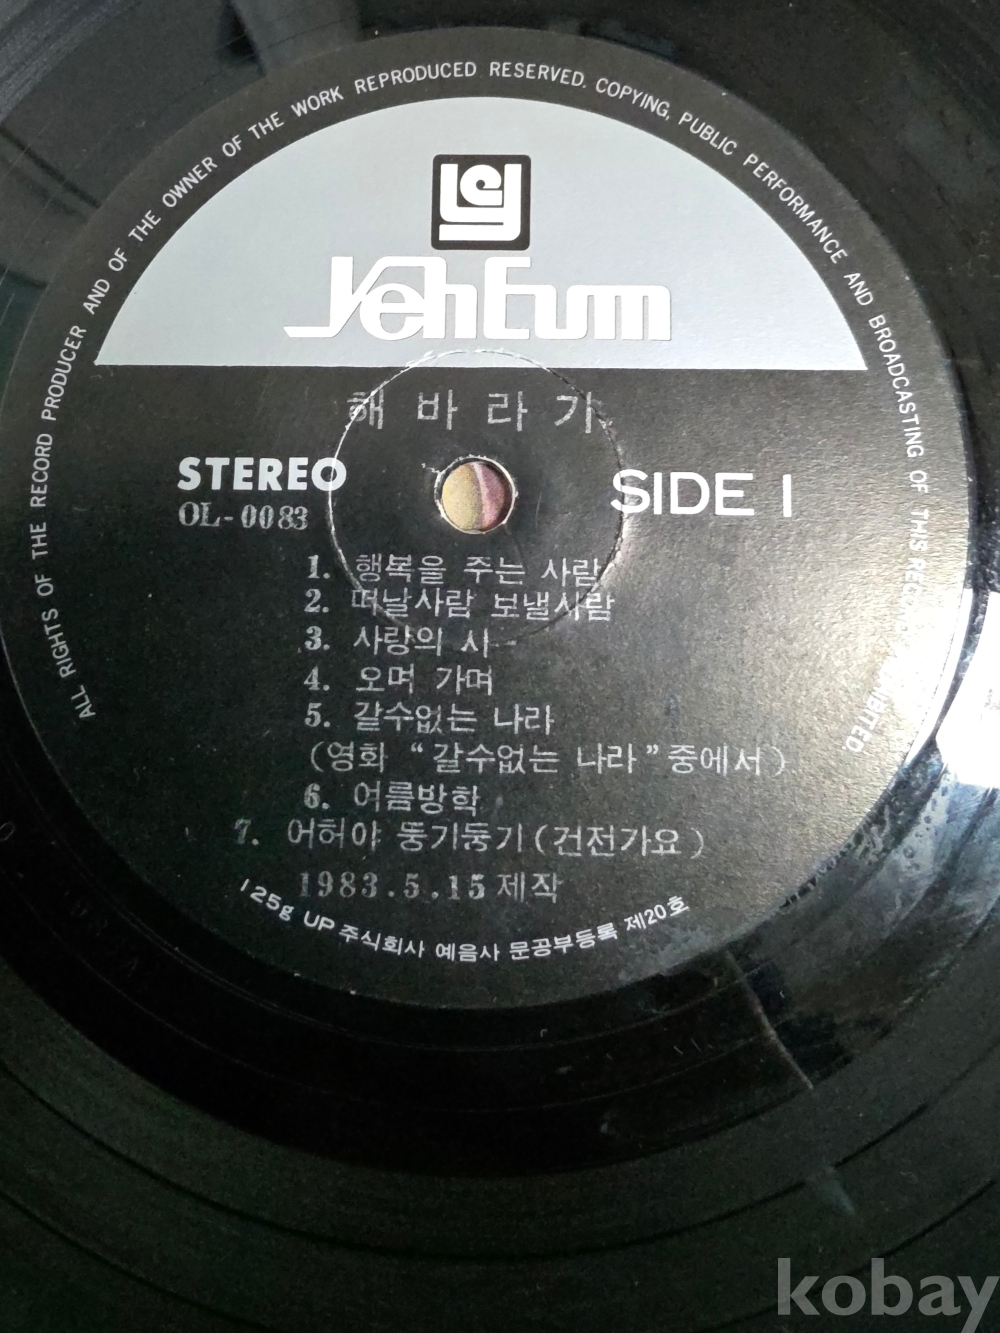 ALL RIGHTS OF THE RECORD PRODUCER AND OF THE OWNER OF THE WORK REPRODUCED RESERVED. COPYING, PUBLIC PERFORMANCE AND BROADCASTING OF THIS
Yeh Eum
해바라기
STEREO
SIDE 1
OL-0083
1. 행복을 주는 사람
2. 떠날사람 보낼사람
3. 사랑의 시
4. 오며 가며
5. 갈수없는 나라
(영화 "갈수없는 나라" 중에서)
6. 여름방학
7. 어허야 뚱기둥기 (건전가요)
1983.5.15 제작
125g UP 주식회사 예음사 문공부등록 제20호
kobay